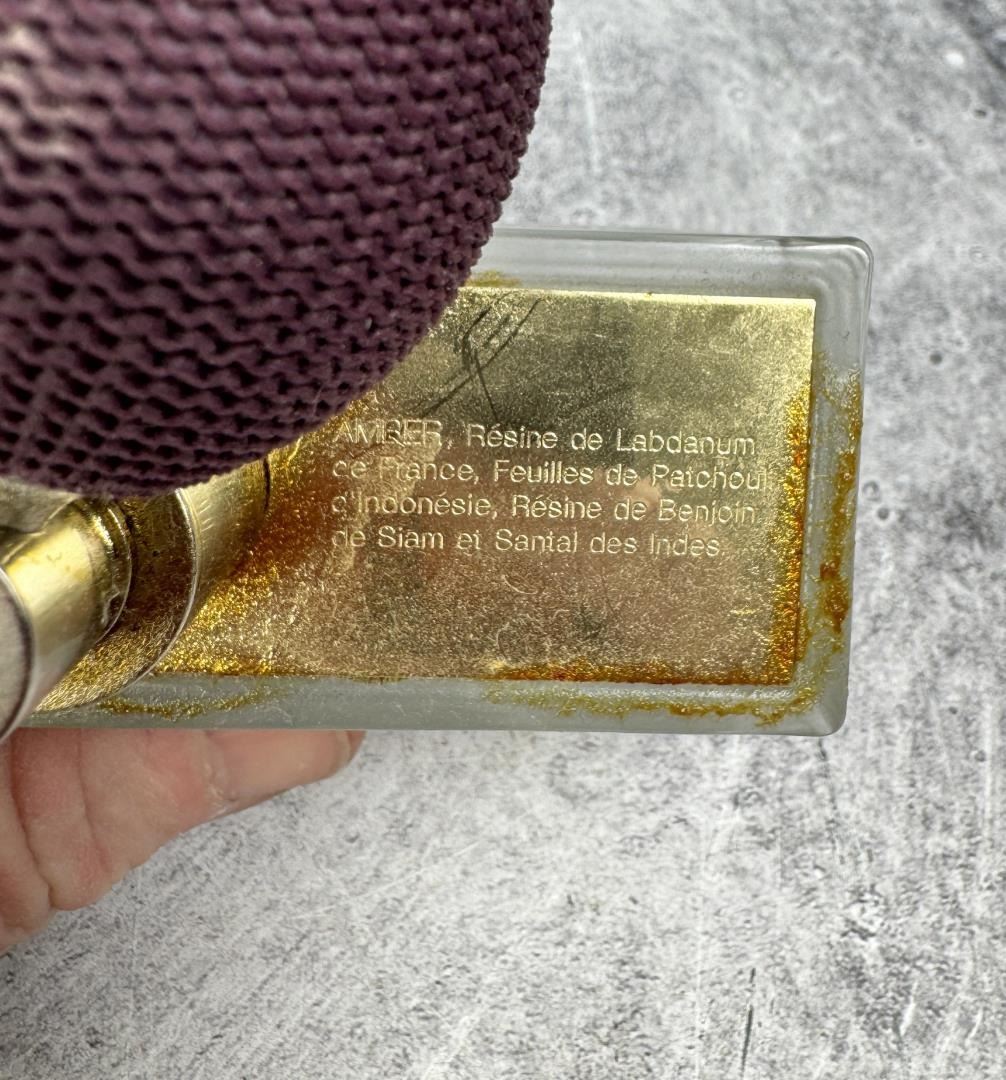 AMBER, Résine de Labdanum
de France, Feuilles de Patchouli
d'Indonésie, Résine de Benjoin
de Siam et Santal des Indes.